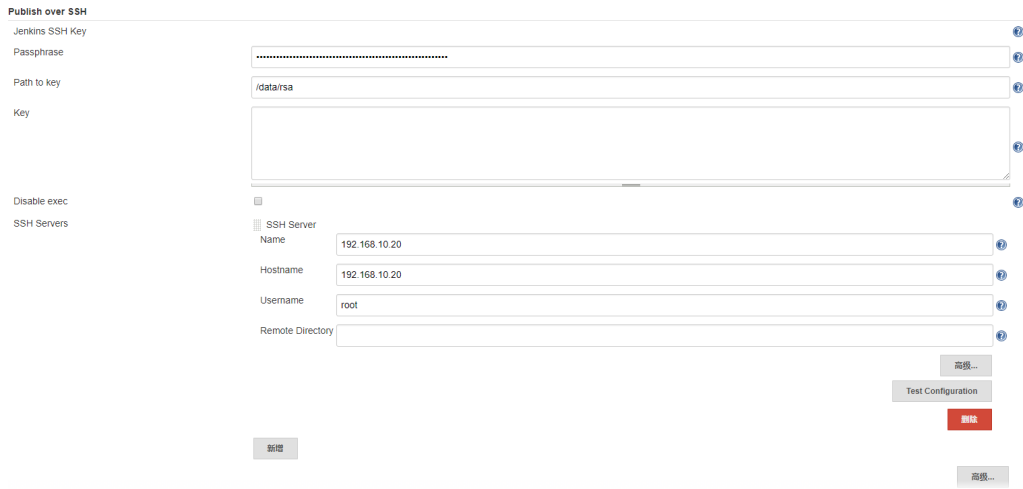 Publish over SSH
Jenkins SSH Key
Passphrase
••••••••••••••••••••••••••••••••••••••••••••••••••••••••••
Path to key
/data/rsa
Key
Disable exec
SSH Servers
SSH Server
Name
192.168.10.20
Hostname
192.168.10.20
Username
root
Remote Directory
高级...
Test Configuration
删除
新增
高级...